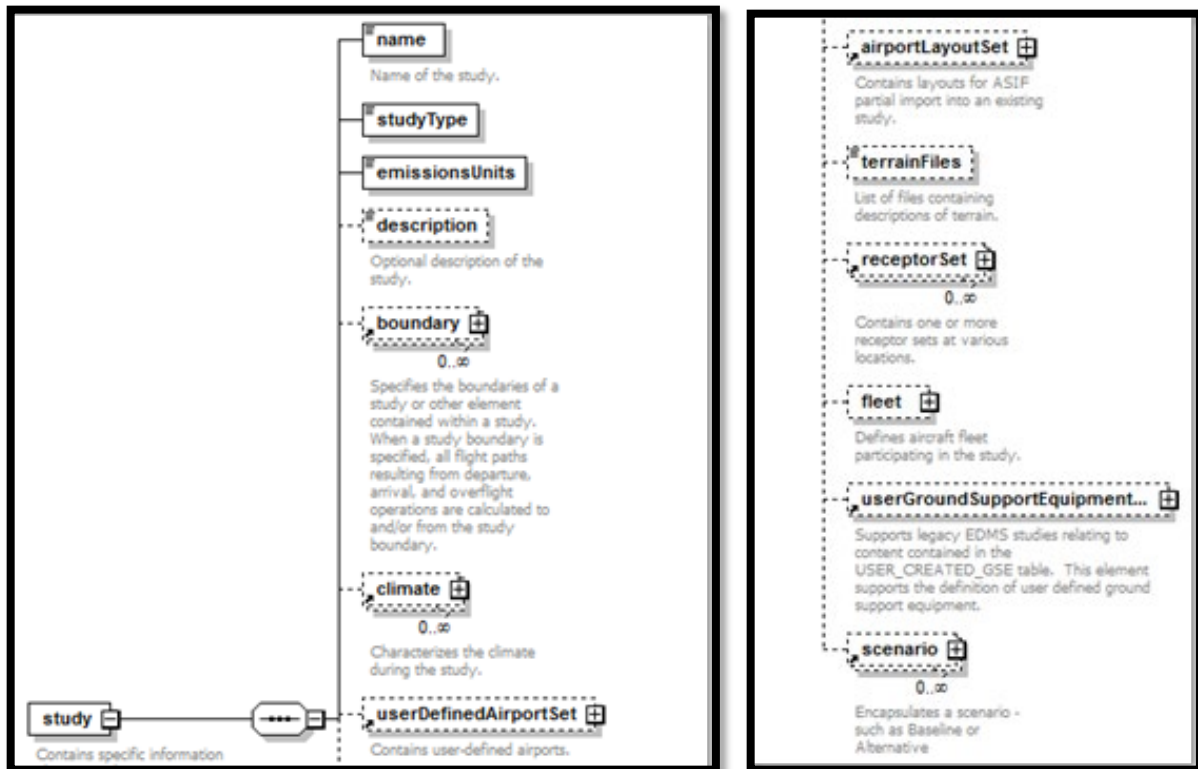 name
Name of the study.
studyType
emissionsUnits
description
Optional description of the
study.
boundary
0..∞
Specifies the boundaries of a
study or other element
contained within a study.
When a study boundary is
specified, all flight paths
resulting from departure,
arrival, and overflight
operations are calculated to
and/or from the study
boundary.
climate
0..∞
Characterizes the climate
during the study.
userDefinedAirportSet
Contains user-defined airports.
study
Contains specific information
airportLayoutSet
Contains layouts for ASIF
partial import into an existing
study.
terrainFiles
List of files containing
descriptions of terrain.
receptorSet
0..∞
Contains one or more
receptor sets at various
locations.
fleet
Defines aircraft fleet
participating in the study.
userGroundSupportEquipment...
Supports legacy EDMS studies relating to
content contained in the
USER_CREATED_GSE table. This element
supports the definition of user defined ground
support equipment.
scenario
0..∞
Encapsulates a scenario -
such as Baseline or
Alternative